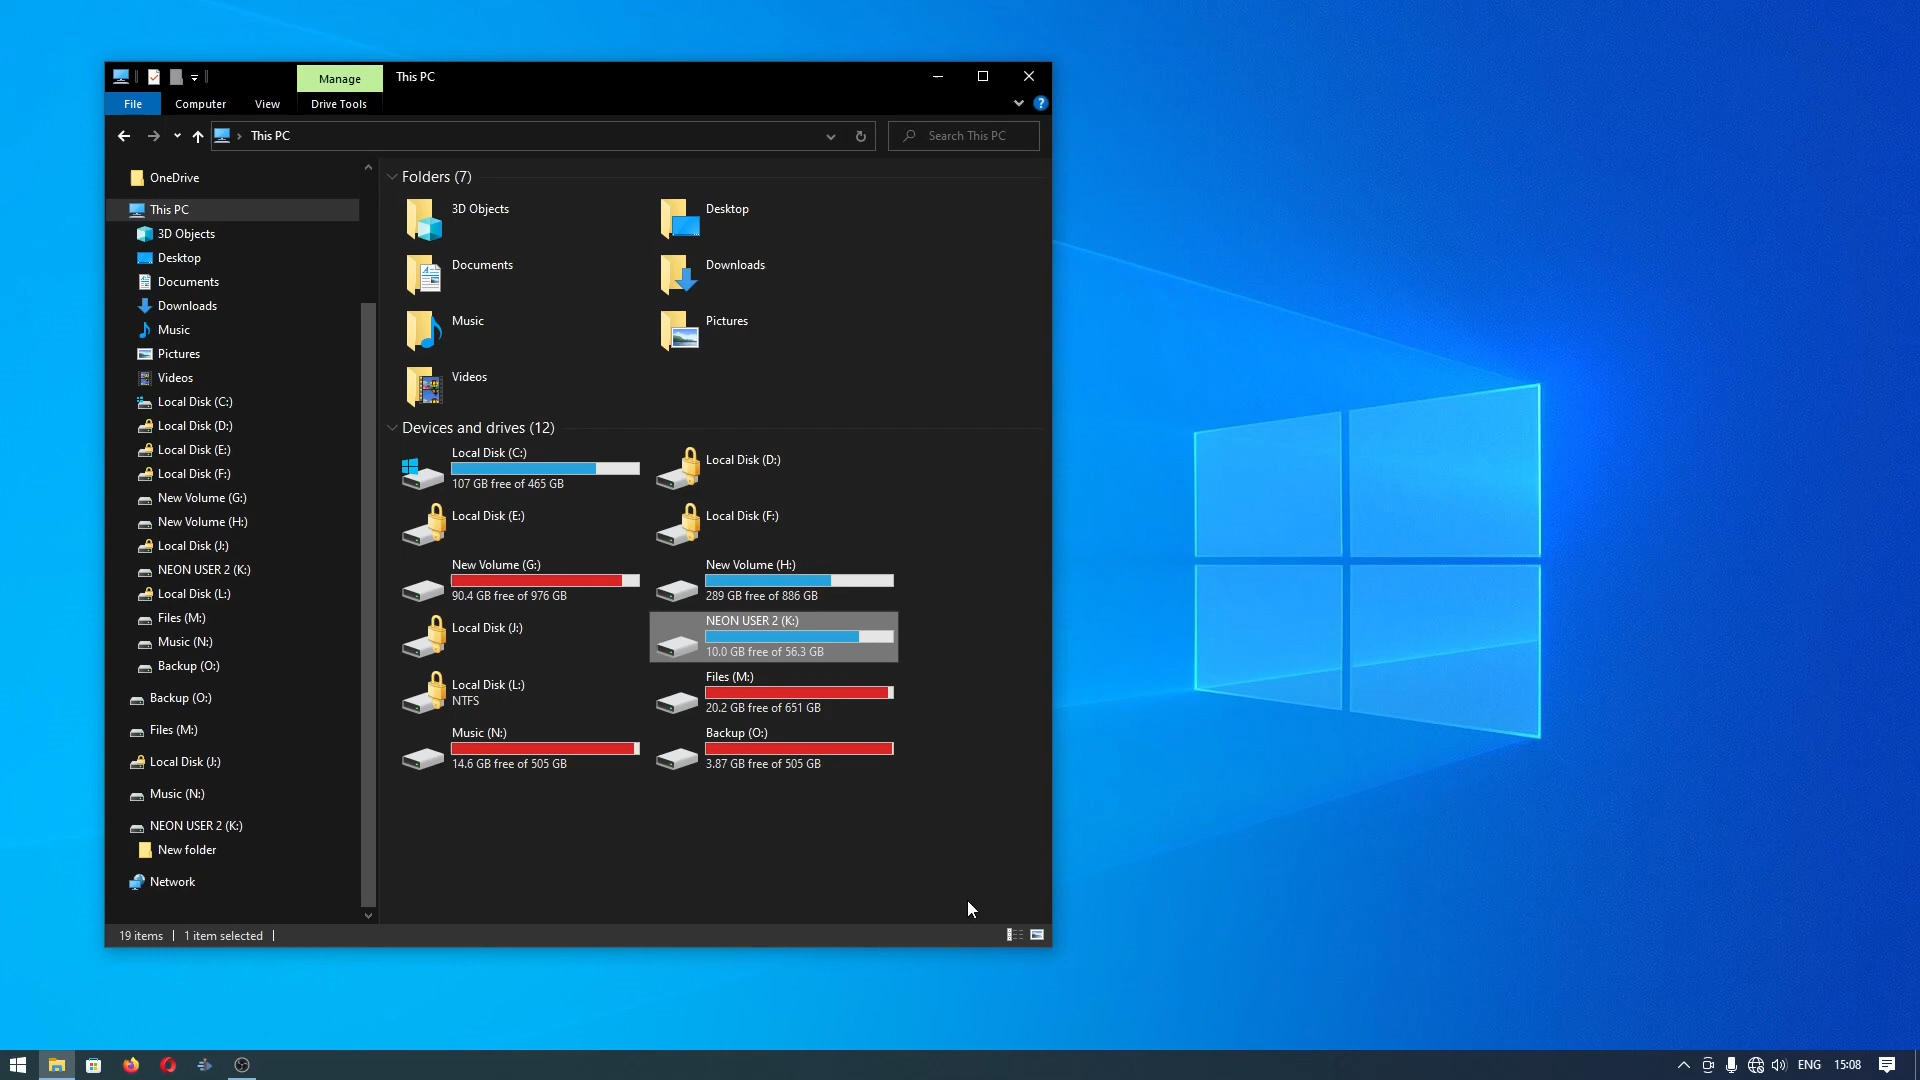 Manage
This PC
File
Computer
View
Drive Tools
?
This PC
Search This PC
OneDrive
This PC
3D Objects
Desktop
Documents
Downloads
Music
Pictures
Videos
Local Disk (C:)
Local Disk (D:)
Local Disk (E:)
Local Disk (F:)
New Volume (G:)
New Volume (H:)
Local Disk (J:)
NEON USER 2 (K:)
Local Disk (L:)
Files (M:)
Music (N:)
Backup (O:)
Backup (O:)
Files (M:)
Local Disk (J:)
Music (N:)
NEON USER 2 (K:)
New folder
Network
Folders (7)
3D Objects
Desktop
Documents
Downloads
Music
Pictures
Videos
Devices and drives (12)
Local Disk (C:)
107 GB free of 465 GB
Local Disk (D:)
Local Disk (E:)
Local Disk (F:)
New Volume (G:)
90.4 GB free of 976 GB
New Volume (H:)
289 GB free of 886 GB
Local Disk (J:)
NEON USER 2 (K:)
10.0 GB free of 56.3 GB
Local Disk (L:)
NTFS
Files (M:)
20.2 GB free of 651 GB
Music (N:)
14.6 GB free of 505 GB
Backup (O:)
3.87 GB free of 505 GB
19 items
1 item selected
ENG
15:08